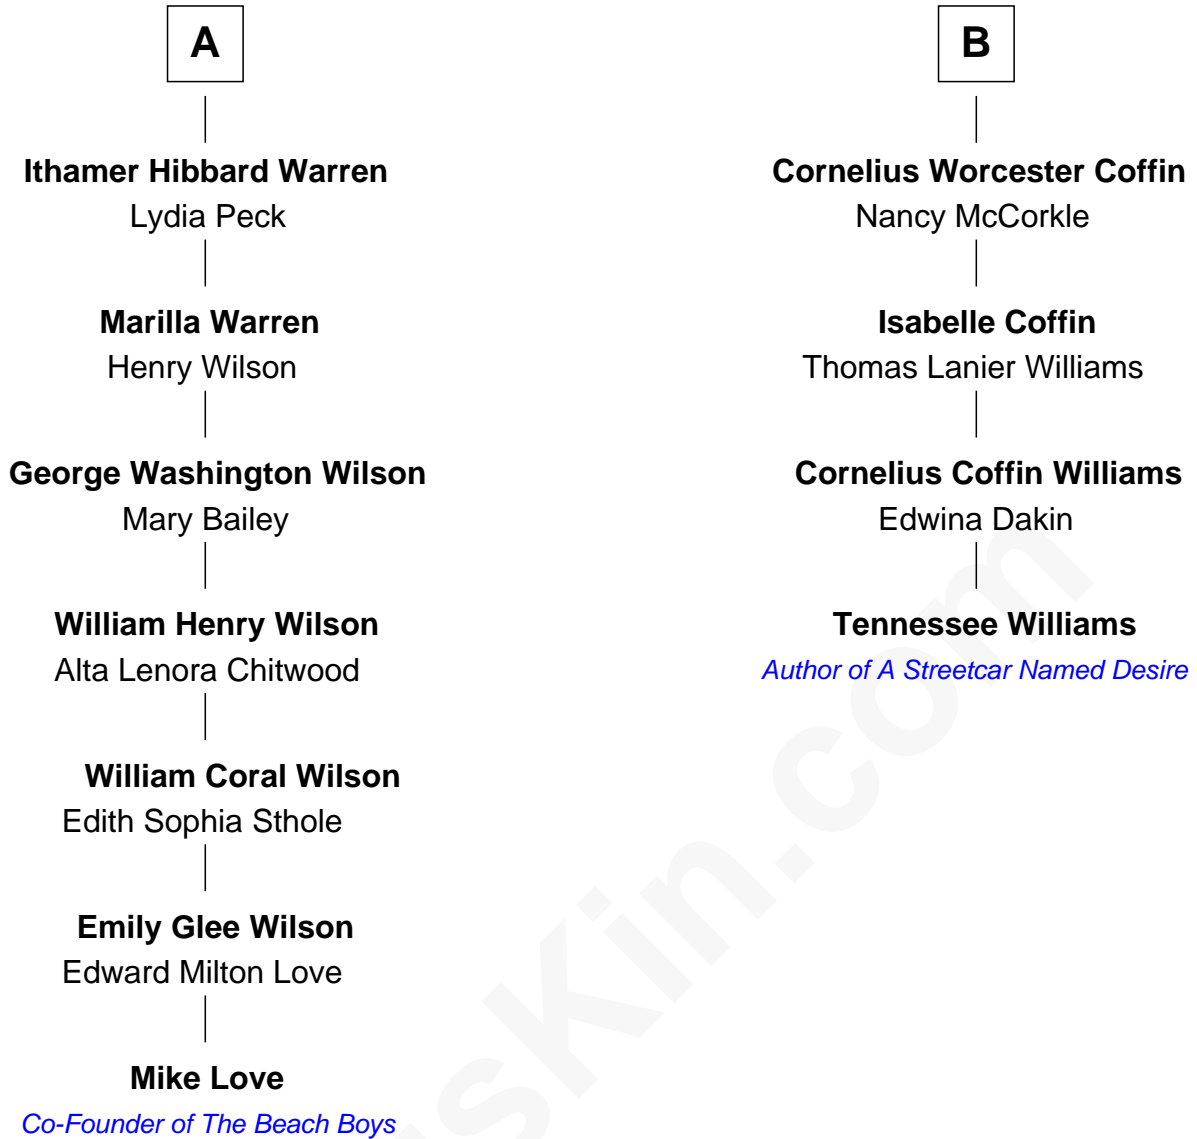 A
Ithamer Hibbard Warren
Lydia Peck
Marilla Warren
Henry Wilson
George Washington Wilson
Mary Bailey
William Henry Wilson
Alta Lenora Chitwood
William Coral Wilson
Edith Sophia Sthole
Emily Glee Wilson
Edward Milton Love
Mike Love
Co-Founder of The Beach Boys
B
Cornelius Worcester Coffin
Nancy McCorkle
Isabelle Coffin
Thomas Lanier Williams
Cornelius Coffin Williams
Edwina Dakin
Tennessee Williams
Author of A Streetcar Named Desire
sKin.com